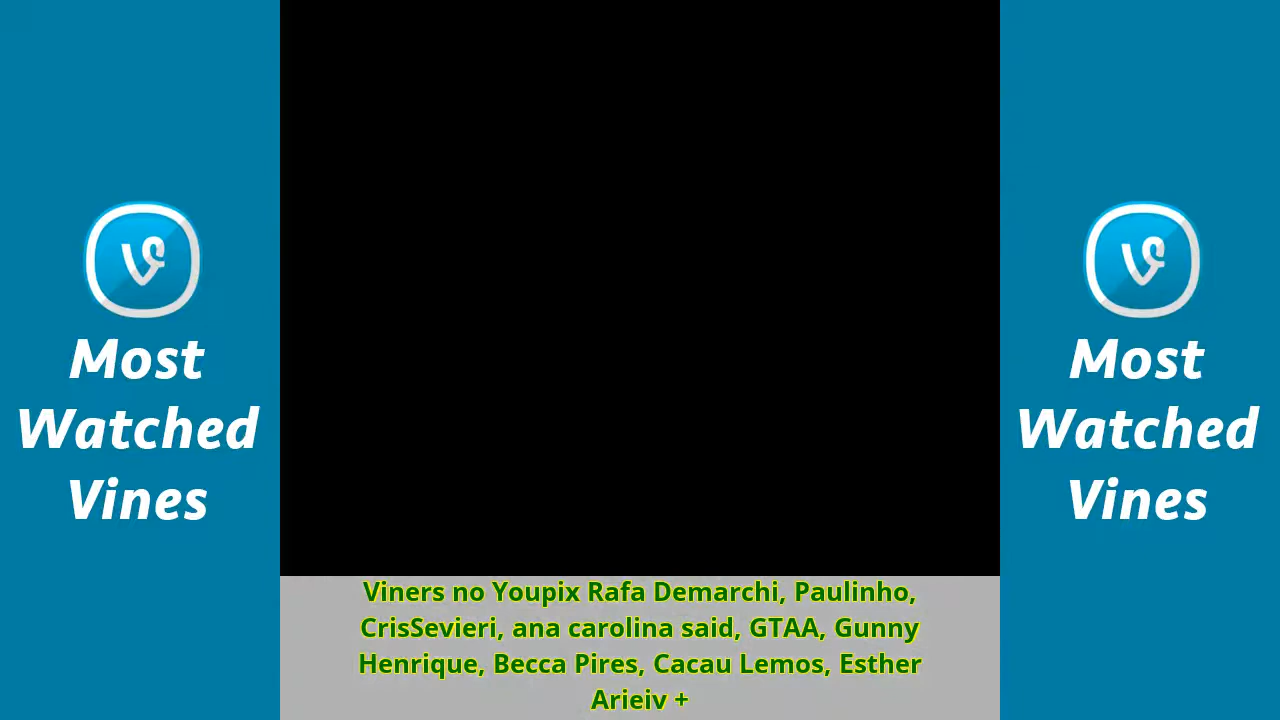 Most
Watched
Vines
Most
Watched
Vines
Viners no Youpix Rafa Demarchi, Paulinho,
CrisSevieri, ana carolina said, GTAA, Gunny
Henrique, Becca Pires, Cacau Lemos, Esther
Arieiv +